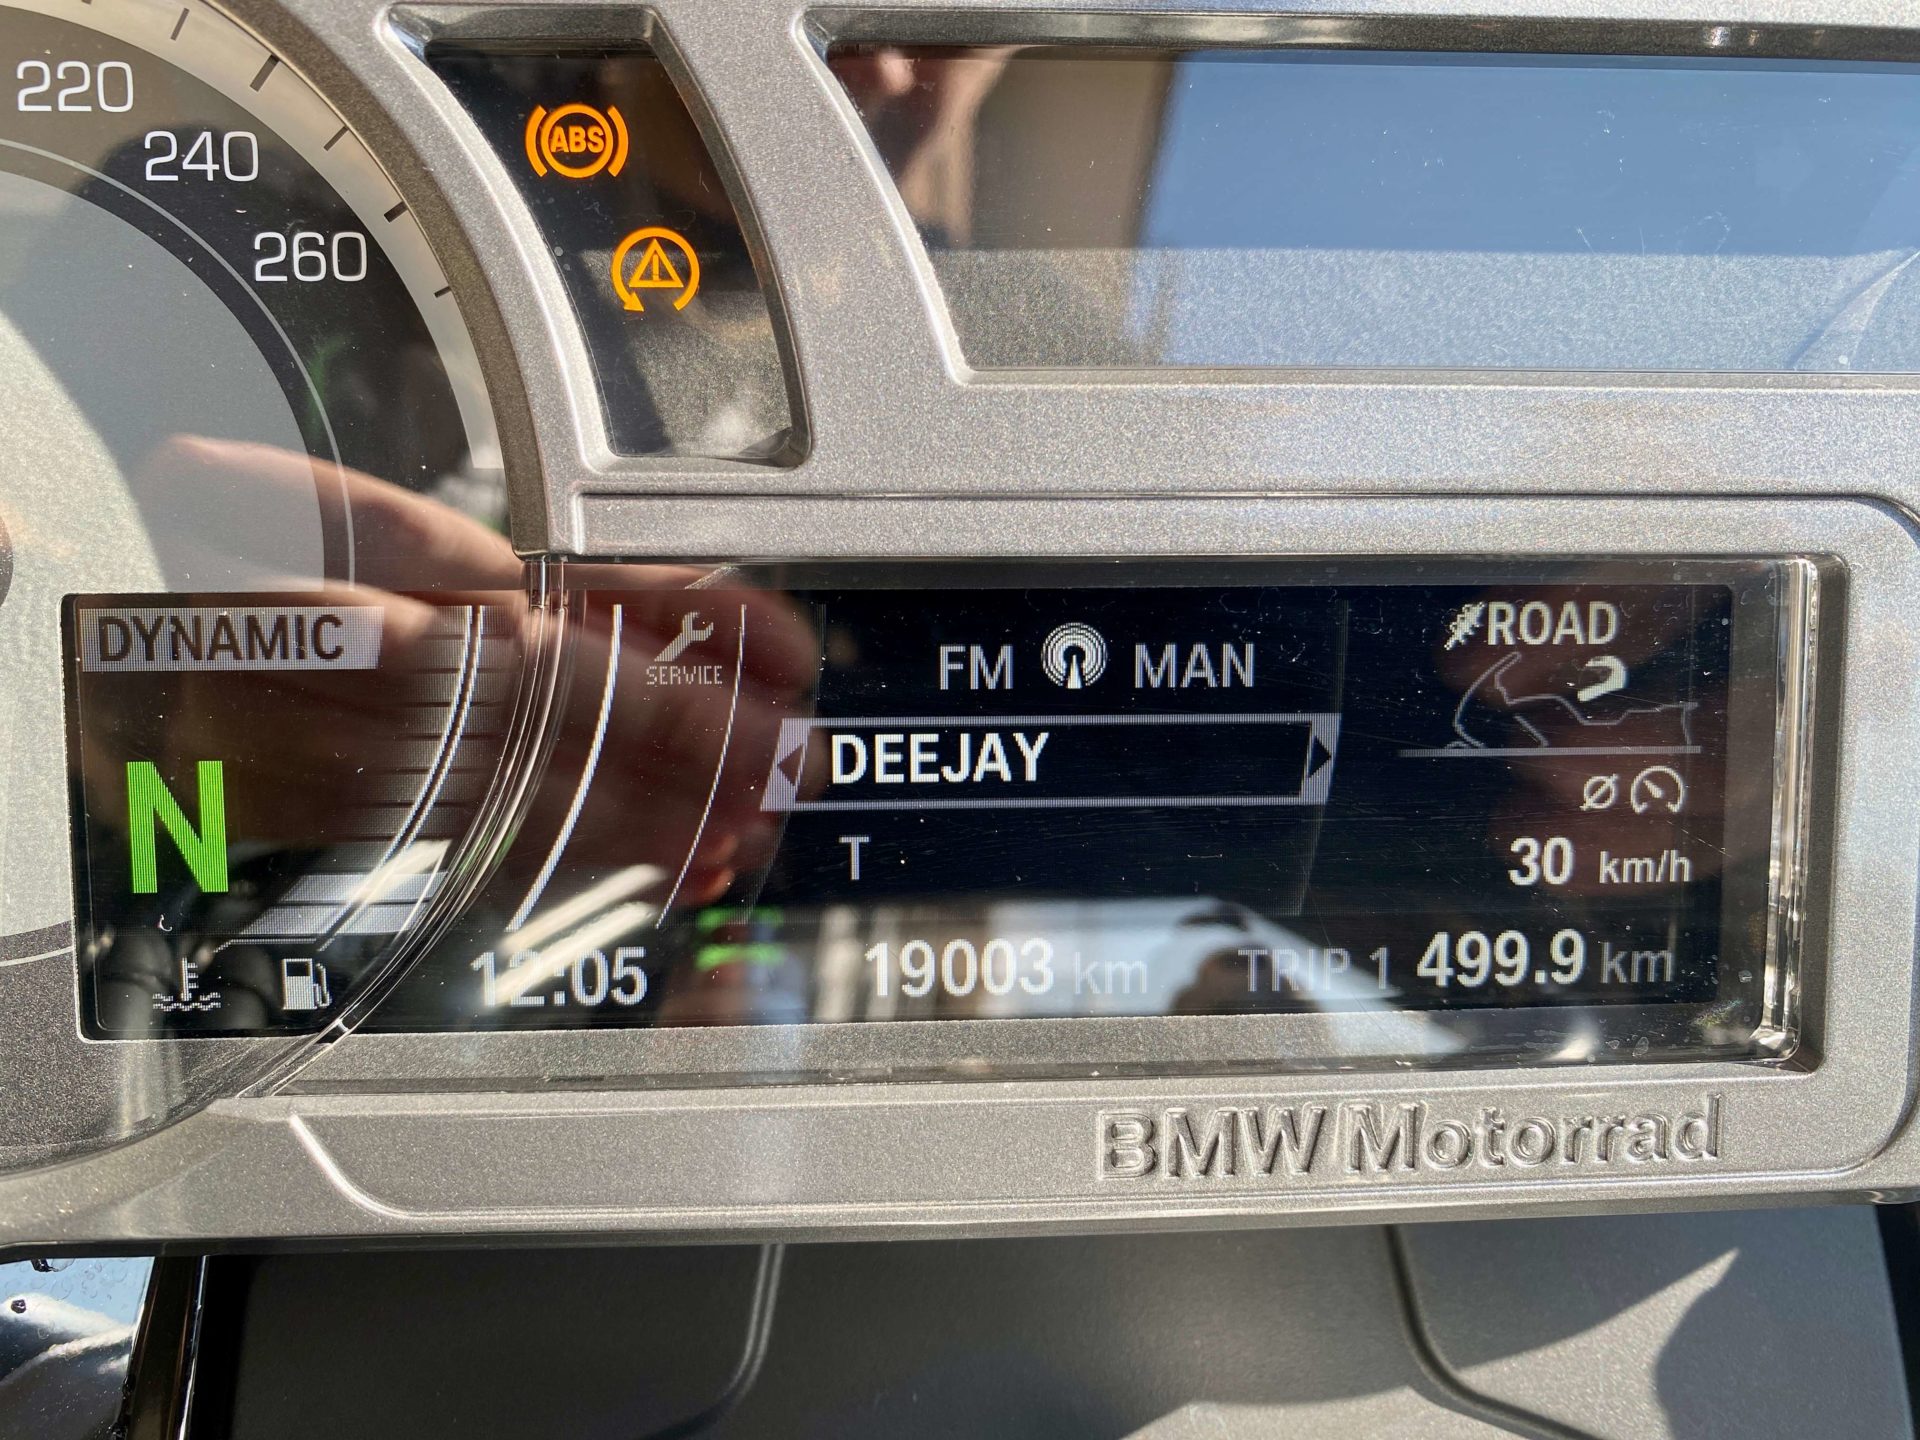 220
240
260
ABS
DYNAMIC
SERVICE
FM MAN
ROAD
DEEJAY
N
T
Ø
30 km/h
12:05
19003 km
TRIP 1 499.9 km
BMW Motorrad